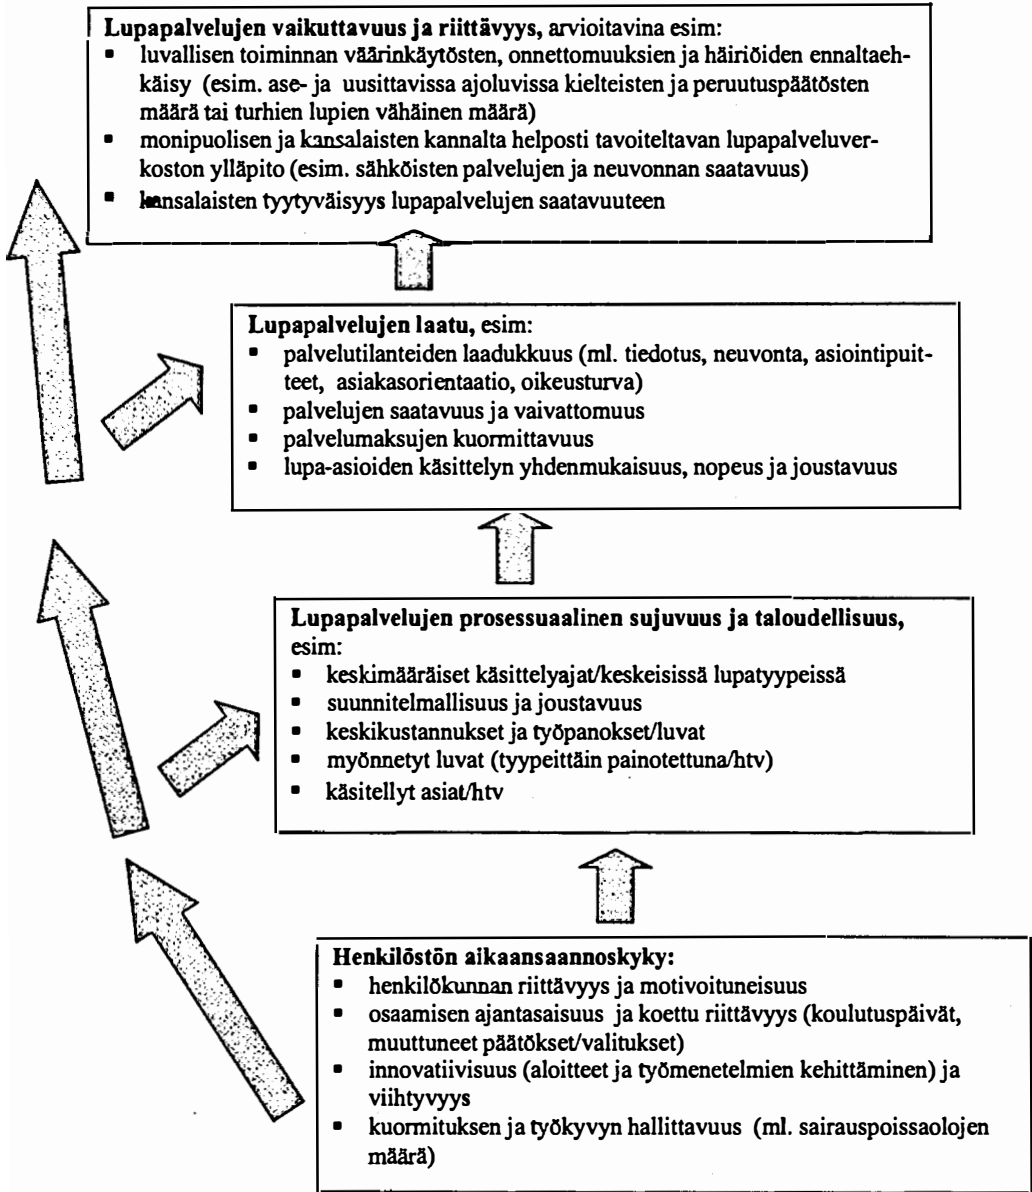 Lupapalvelujen vaikuttavuus ja riittävyys, arvioitavina esim:
▪ luvallisen toiminnan väärinkäytösten, onnettomuuksien ja häiriöiden ennaltaeh-
käisy (esim. ase- ja uusittavissa ajoluvissa kielteisten ja peruutuspäätösten
määrä tai turhien lupien vähäinen määrä)
▪ monipuolisen ja kansalaisten kannalta helposti tavoiteltavan lupapalveluver-
koston ylläpito (esim. sähköisten palvelujen ja neuvonnan saatavuus)
▪ kansalaisten tyytyväisyys lupapalvelujen saatavuuteen
Lupapalvelujen laatu, esim:
▪ palvelutilanteiden laadukkuus (ml. tiedotus, neuvonta, asiointipuit-
teet, asiakasorientaatio, oikeusturva)
▪ palvelujen saatavuus ja vaivattomuus
▪ palvelumaksujen kuormittavuus
▪ lupa-asioiden käsittelyn yhdenmukaisuus, nopeus ja joustavuus
Lupapalvelujen prosessuaalinen sujuvuus ja taloudellisuus,
esim:
▪ keskimääräiset käsittelyajat/keskeisissä lupatyypeissä
▪ suunnitelmallisuus ja joustavuus
▪ keskikustannukset ja työpanokset/luvat
▪ myönnetyt luvat (tyypeittäin painotettuna/htv)
▪ käsitellyt asiat/htv
Henkilöstön aikaansaannoskyky:
▪ henkilökunnan riittävyys ja motivoituneisuus
▪ osaamisen ajantasaisuus ja koettu riittävyys (koulutuspäivät,
muuttuneet päätökset/valitukset)
▪ innovatiivisuus (aloitteet ja työmenetelmien kehittäminen) ja
viihtyvyys
▪ kuormituksen ja työkyvyn hallittavuus (ml. sairauspoissaolojen
määrä)